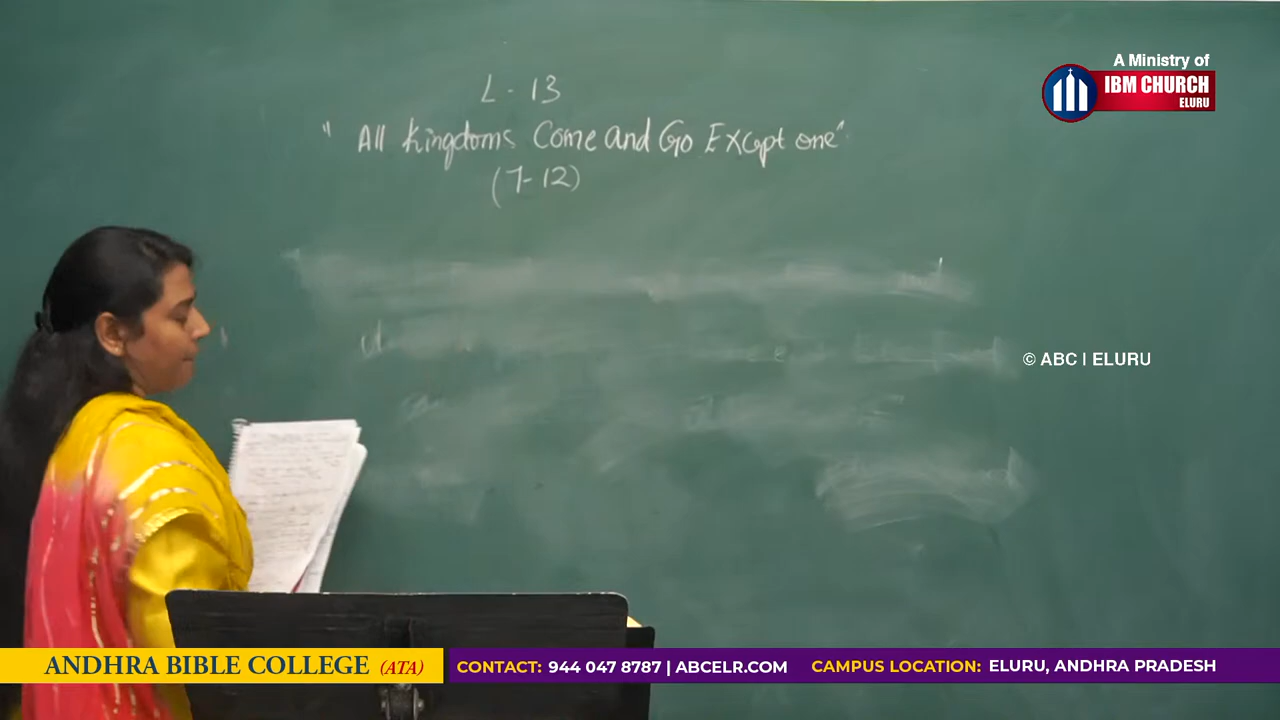 L - 13
" All Kingdoms Come and Go Except one"
(7-12)
A Ministry of
IBM CHURCH
ELURU
© ABC | ELURU
ANDHRA BIBLE COLLEGE (ATA)
CONTACT: 944 047 8787 | ABCELR.COM CAMPUS LOCATION: ELURU, ANDHRA PRADESH